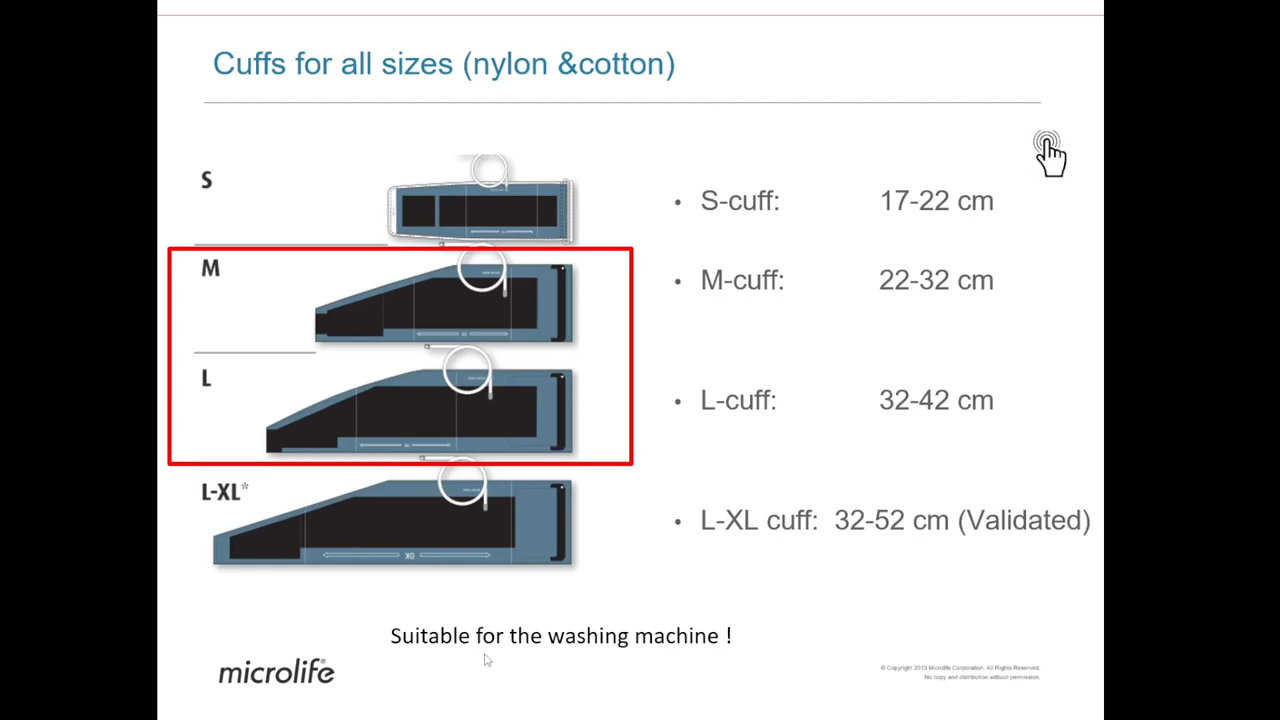 Cuffs for all sizes (nylon &cotton)
S
• S-cuff: 17-22 cm
M
• M-cuff: 22-32 cm
L
• L-cuff: 32-42 cm
L-XL*
• L-XL cuff: 32-52 cm (Validated)
OK
Suitable for the washing machine !
microlife®
© Copyright 2013 Microlife Corporation. All Rights Reserved.
No copy and distribution without permission.